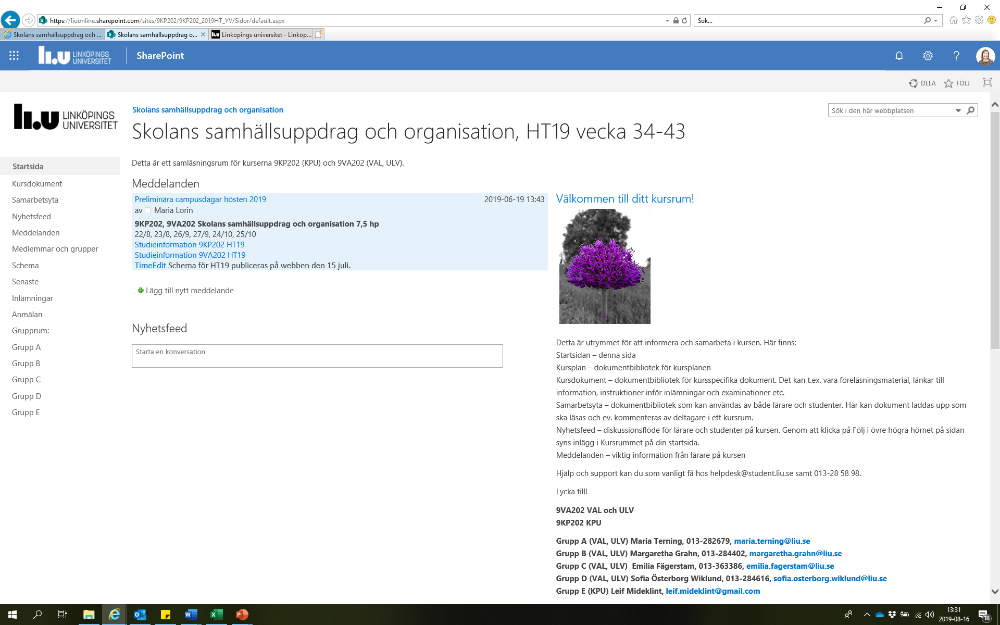 https://liuonline.sharepoint.com/sites/9KP202/9KP202_2019HT_YV/Sidor/default.aspx
Sök...
Skolans samhällsuppdrag och ...
Skolans samhällsuppdrag o...
Linköpings universitet - Linköp...
LINKÖPINGS UNIVERSITET
SharePoint
DELA
FÖLJ
LINKÖPINGS UNIVERSITET
Skolans samhällsuppdrag och organisation
Sök i den här webbplatsen
Skolans samhällsuppdrag och organisation, HT19 vecka 34-43
Startsida
Kursdokument
Samarbetsyta
Nyhetsfeed
Meddelanden
Medlemmar och grupper
Schema
Senaste
Inlämningar
Anmälan
Grupprum:
Grupp A
Grupp B
Grupp C
Grupp D
Grupp E
Detta är ett samläsningsrum för kurserna 9KP202 (KPU) och 9VA202 (VAL, ULV).
Meddelanden
Preliminära campusdagar hösten 2019 2019-06-19 13:43
av Maria Lorin
9KP202, 9VA202 Skolans samhällsuppdrag och organisation 7,5 hp
22/8, 23/8, 26/9, 27/9, 24/10, 25/10
Studieinformation 9KP202 HT19
Studieinformation 9VA202 HT19
TimeEdit Schema för HT19 publiceras på webben den 15 juli.
Lägg till nytt meddelande
Nyhetsfeed
Starta en konversation
Välkommen till ditt kursrum!
Detta är utrymmet för att informera och samarbeta i kursen. Här finns:
Startsidan – denna sida
Kursplan – dokumentbibliotek för kursplanen
Kursdokument – dokumentbibliotek för kursspecifika dokument. Det kan t.ex. vara föreläsningsmaterial, länkar till
information, instruktioner inför inlämningar och examinationer etc.
Samarbetsyta – dokumentbibliotek som kan användas av både lärare och studenter. Här kan dokument laddas upp som
ska läsas och ev. kommenteras av deltagare i ett kursrum.
Nyhetsfeed – diskussionsflöde för lärare och studenter på kursen. Genom att klicka på Följ i övre högra hörnet på sidan
syns inlägg i Kursrummet på din startsida.
Meddelanden – viktig information från lärare på kursen
Hjälp och support kan du som vanligt få hos helpdesk@student.liu.se samt 013-28 58 98.
Lycka till!
9VA202 VAL och ULV
9KP202 KPU
Grupp A (VAL, ULV) Maria Terning, 013-282679, maria.terning@liu.se
Grupp B (VAL, ULV) Margaretha Grahn, 013-284402, margaretha.grahn@liu.se
Grupp C (VAL, ULV) Emilia Fägerstam, 013-363386, emilia.fagerstam@liu.se
Grupp D (VAL, ULV) Sofia Österborg Wiklund, 013-284616, sofia.osterborg.wiklund@liu.se
Grupp E (KPU) Leif Mideklint, leif.mideklint@gmail.com
13:31
2019-08-16
18